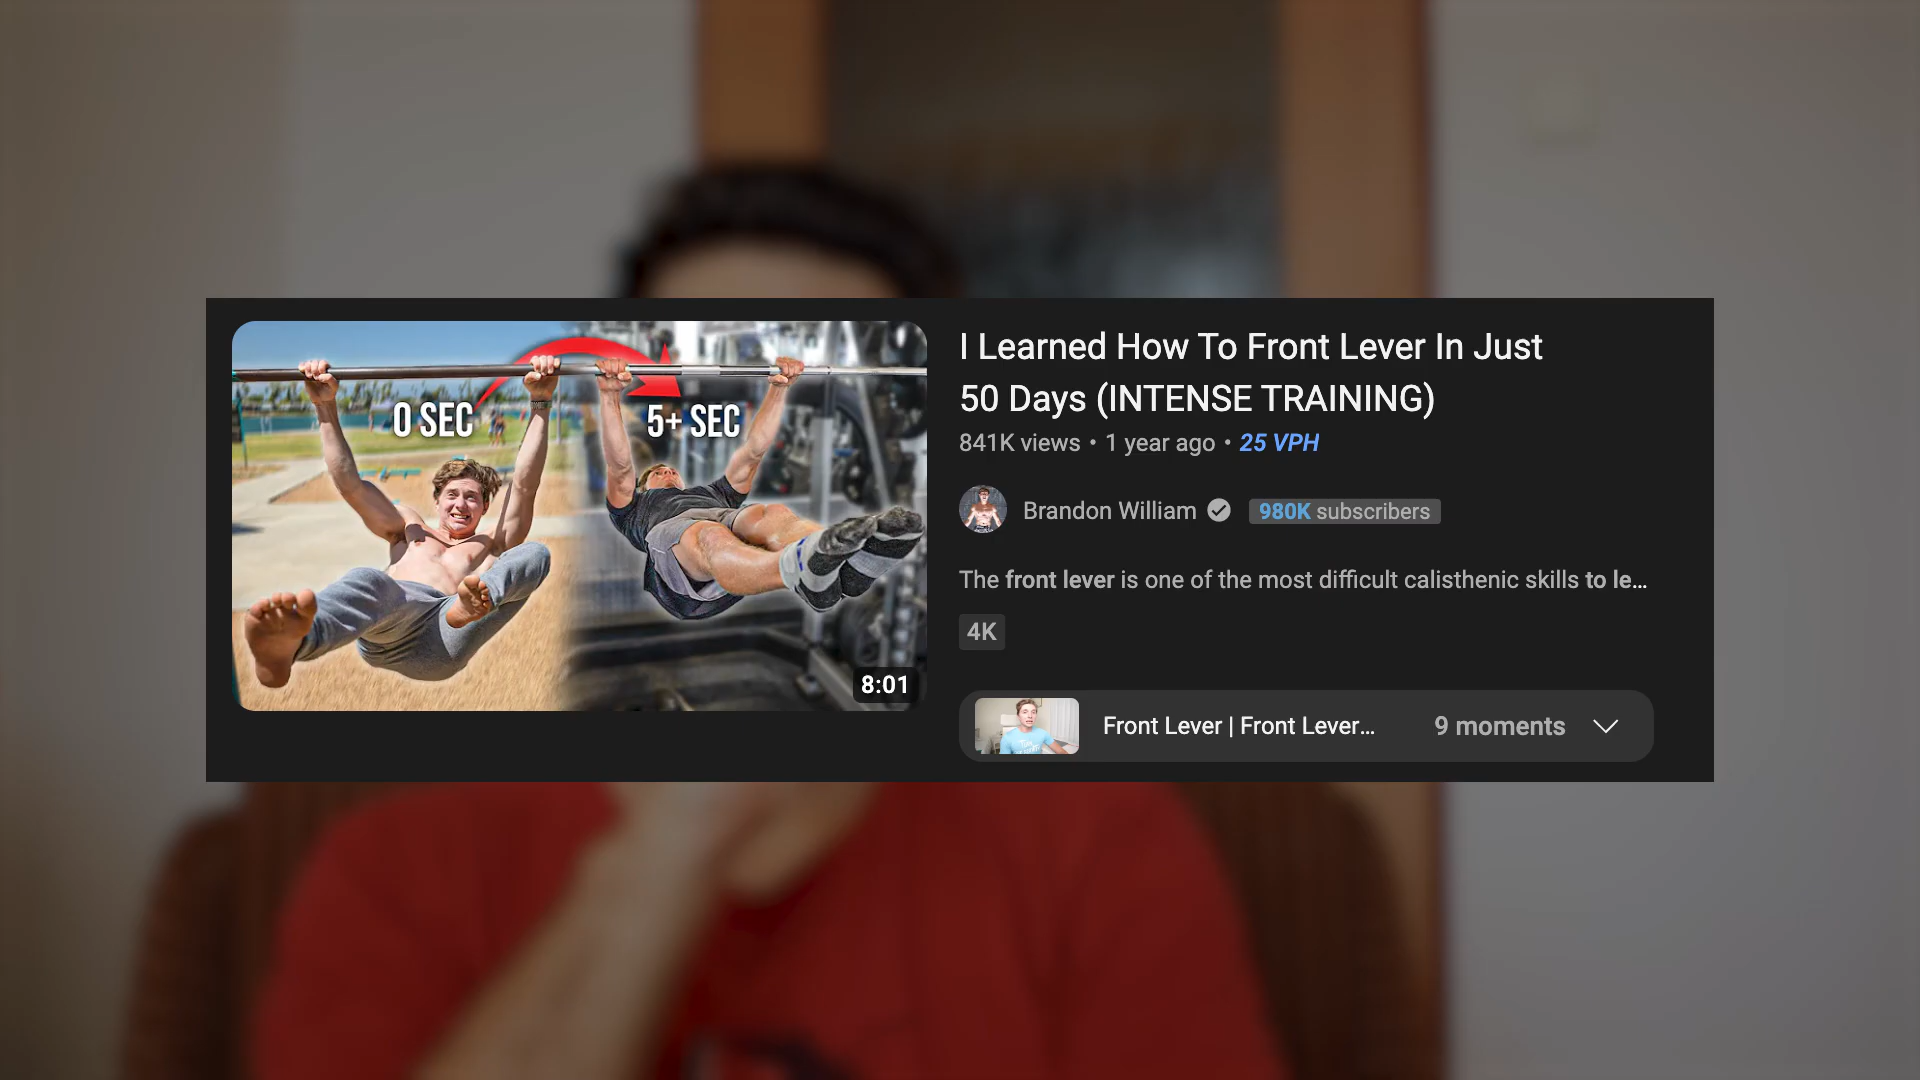 0 SEC
5+ SEC
8:01
I Learned How To Front Lever In Just
50 Days (INTENSE TRAINING)
841K views • 1 year ago • 25 VPH
Brandon William
980K subscribers
The front lever is one of the most difficult calisthenic skills to le...
4K
Front Lever | Front Lever...
9 moments